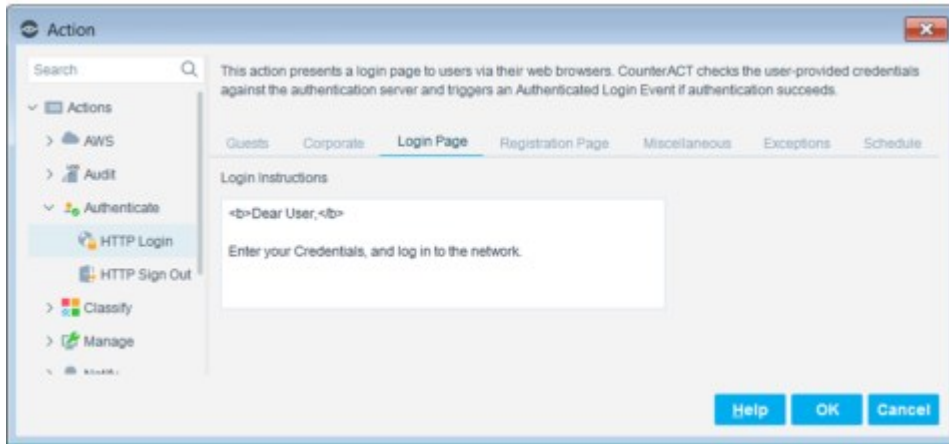 Action
Search
This action presents a login page to users via their web browsers. CounterACT checks the user-provided credentials
against the authentication server and triggers an Authenticated Login Event if authentication succeeds.
Actions
AWS
Audit
Authenticate
HTTP Login
HTTP Sign Out
Classify
Manage
Notify
Guests Corporate Login Page Registration Page Miscellaneous Exceptions Schedule
Login Instructions
<b>Dear User,</b>
Enter your Credentials, and log in to the network.
Help OK Cancel